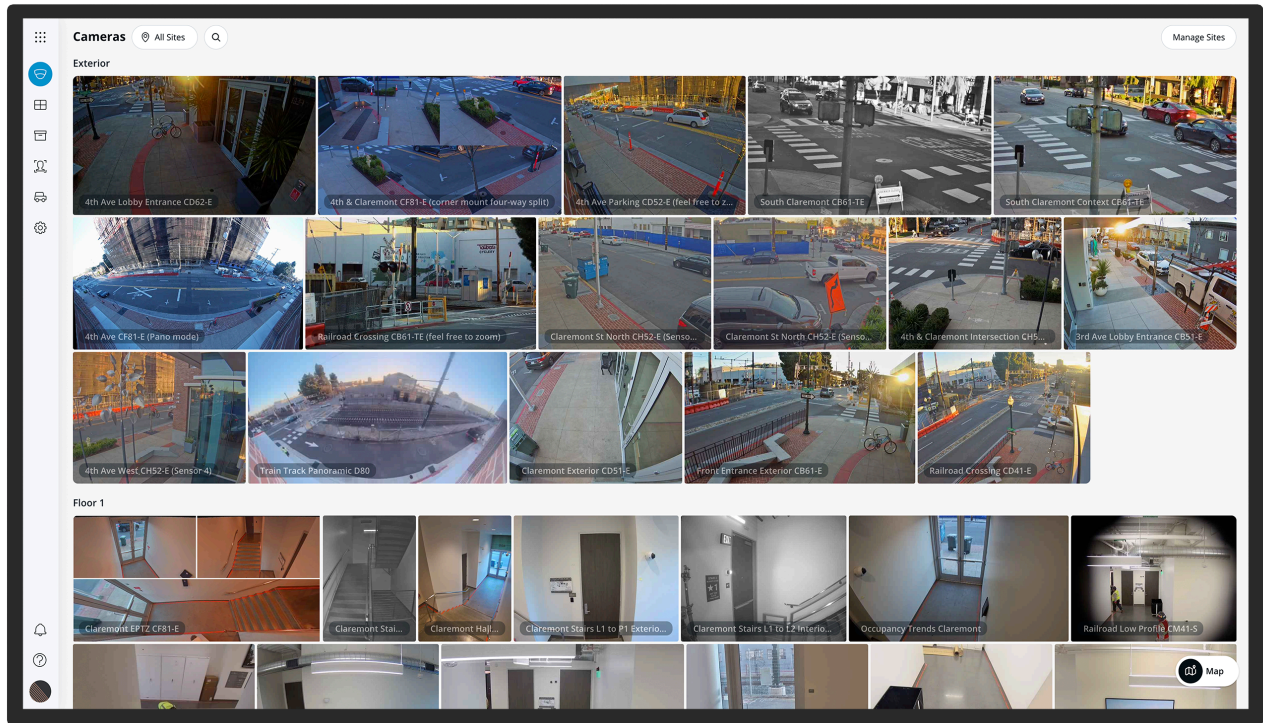 Cameras
All Sites
Manage Sites
Exterior
4th Ave Lobby Entrance CD62-E
4th & Claremont CF81-E (corner mount four-way split)
4th Ave Parking CD52-E (feel free to z...
South Claremont CB61-TE
South Claremont Context CB61-TE
4th Ave CF81-E (Pano mode)
Railroad Crossing CB61-TE (feel free to zoom)
Claremont St North CH52-E (Senso...
Claremont St North CH52-E (Senso...
4th & Claremont Intersection CH5...
3rd Ave Lobby Entrance CB51-E
4th Ave West CH52-E (Sensor 4)
Train Track Panoramic D80
Claremont Exterior CD51-E
Front Entrance Exterior CB61-E
Railroad Crossing CD41-E
Floor 1
Claremont EPTZ CF81-E
Claremont Stai...
Claremont Hall...
Claremont Stairs L1 to P1 Exterio...
Claremont Stairs L1 to L2 Interio...
Occupancy Trends Claremont
Railroad Low Profile CM41-S
Map